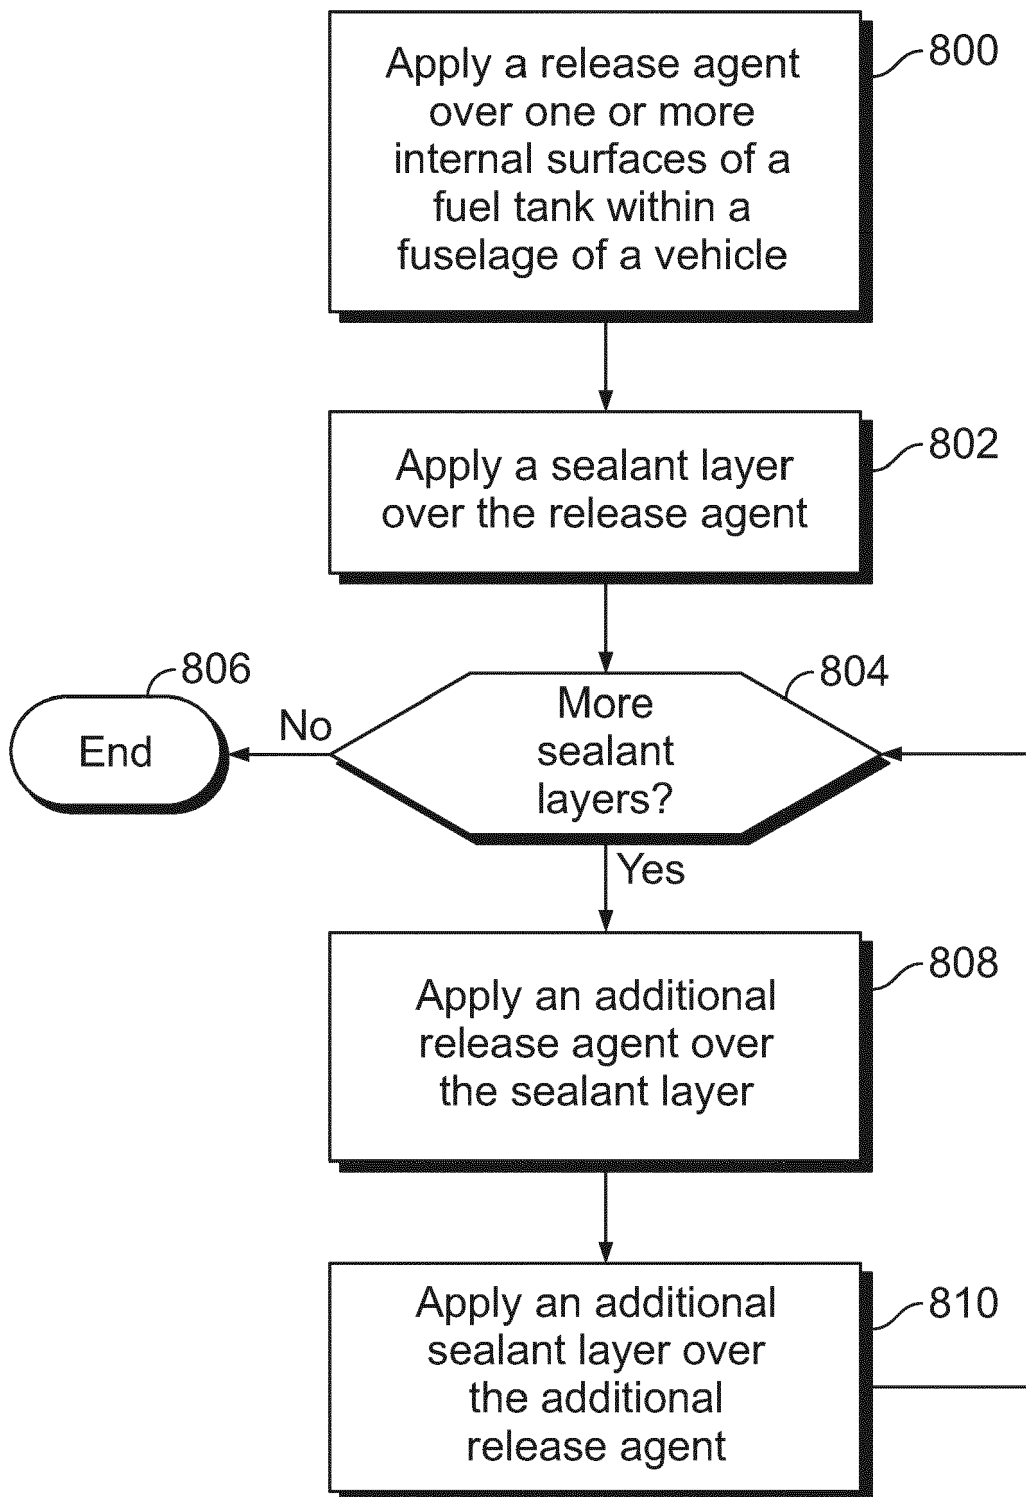 Apply a release agent
over one or more
internal surfaces of a
fuel tank within a
fuselage of a vehicle
800
Apply a sealant layer
over the release agent
802
806
End
No
More
sealant
layers?
804
Yes
Apply an additional
release agent over
the sealant layer
808
Apply an additional
sealant layer over
the additional
release agent
810